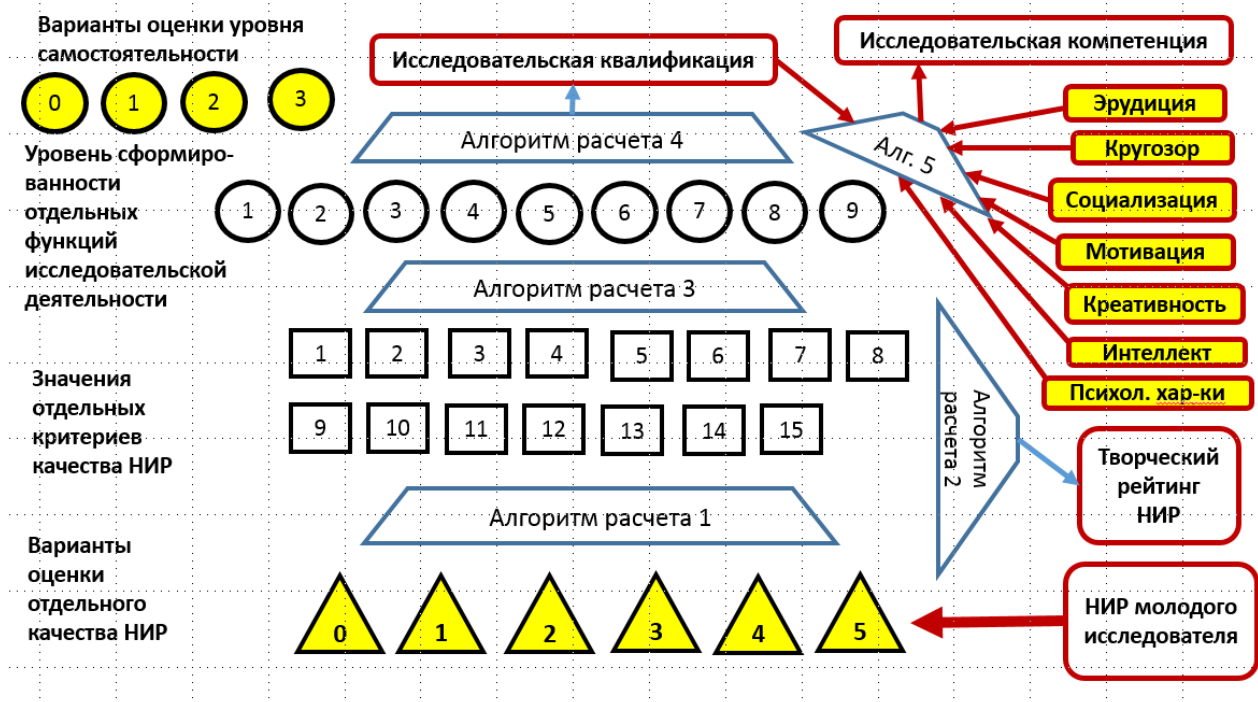 Варианты оценки уровня
самостоятельности
0 1 2 3
Исследовательская квалификация
Исследовательская компетенция
Алгоритм расчета 4
Алг. 5
Эрудиция
Кругозор
Социализация
Мотивация
Креативность
Интеллект
Психол. хар-ки
Уровень сформиро-
ванности
отдельных
функций
исследовательской
деятельности
1 2 3 4 5 6 7 8 9
Алгоритм расчета 3
Значения
отдельных
критериев
качества НИР
1 2 3 4 5 6 7 8
9 10 11 12 13 14 15
Алгоритм
расчета 2
Творческий
рейтинг
НИР
Алгоритм расчета 1
Варианты
оценки
отдельного
качества НИР
0 1 2 3 4 5
НИР молодого
исследователя